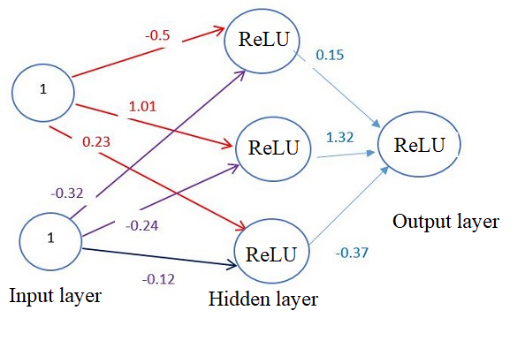 -0.5
ReLU
0.15
1
1.01
0.23
ReLU
1.32
ReLU
-0.32
-0.24
Output layer
1
ReLU
-0.37
-0.12
Input layer
Hidden layer